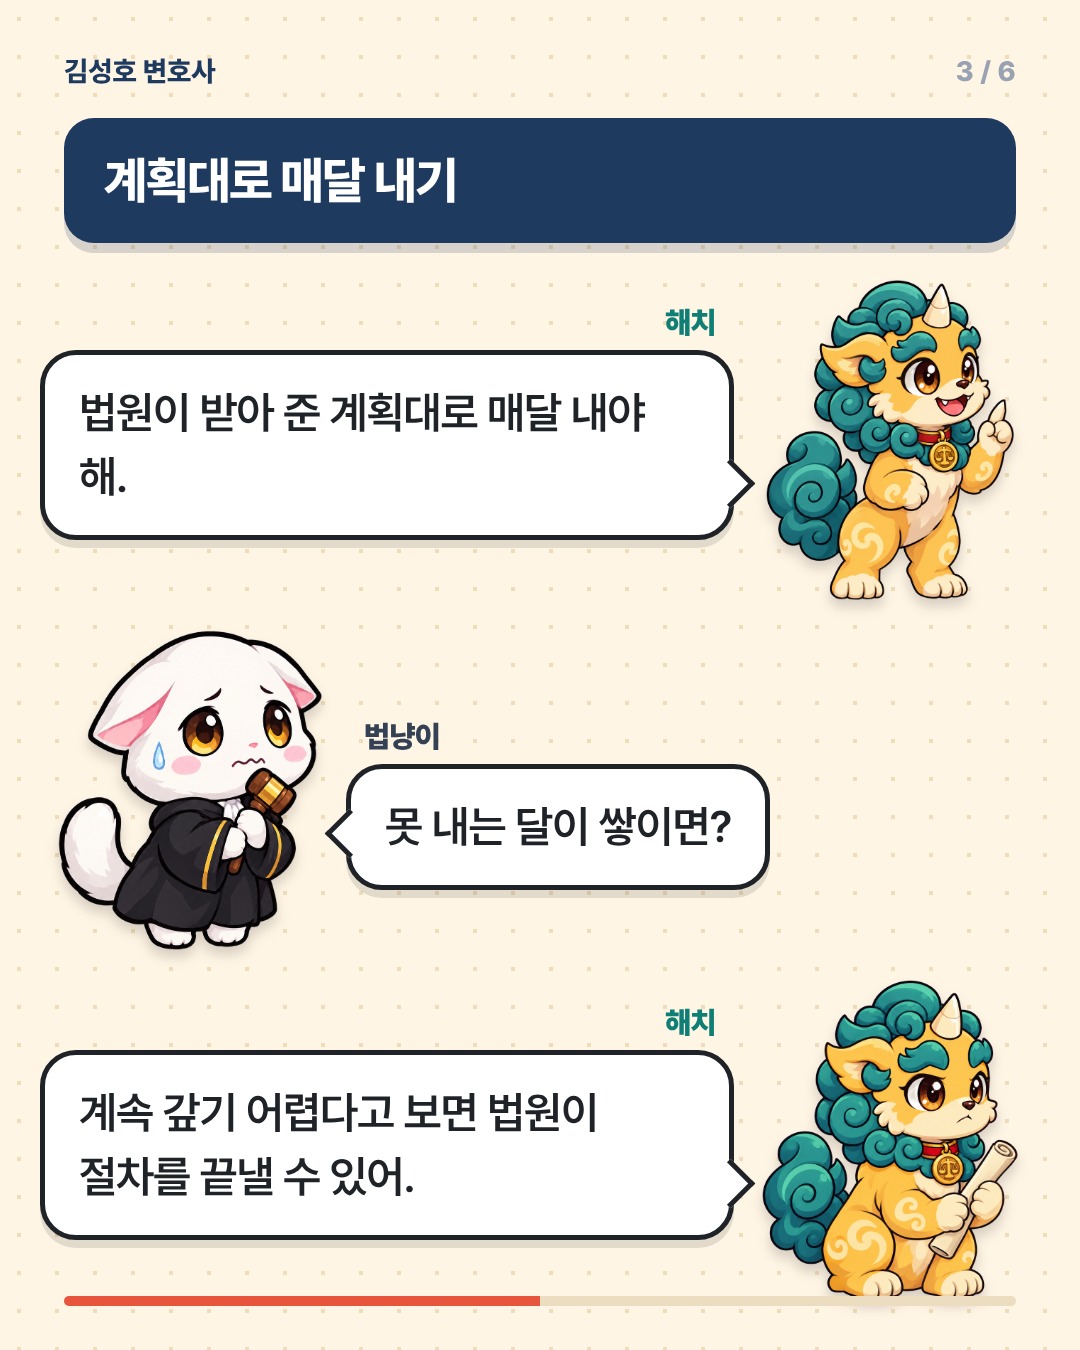 김성호 변호사
3 / 6
계획대로 매달 내기
해치
법원이 받아 준 계획대로 매달 내야
해.
법냥이
못 내는 달이 쌓이면?
해치
계속 갚기 어렵다고 보면 법원이
절차를 끝낼 수 있어.